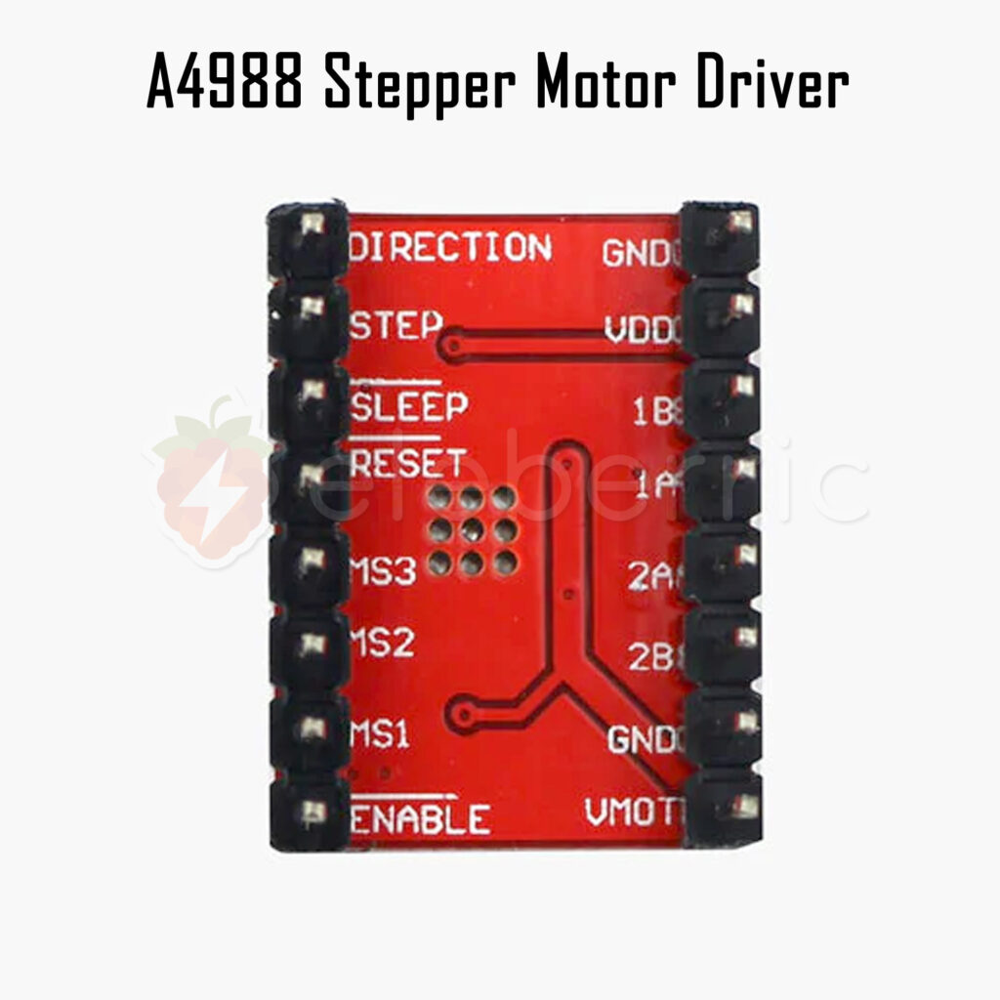 A4988 Stepper Motor Driver
DIRECTION GND
STEP VDD
SLEEP 1B
RESET 1A
MS3 2A
MS2 2B
MS1 GND
ENABLE VMOT